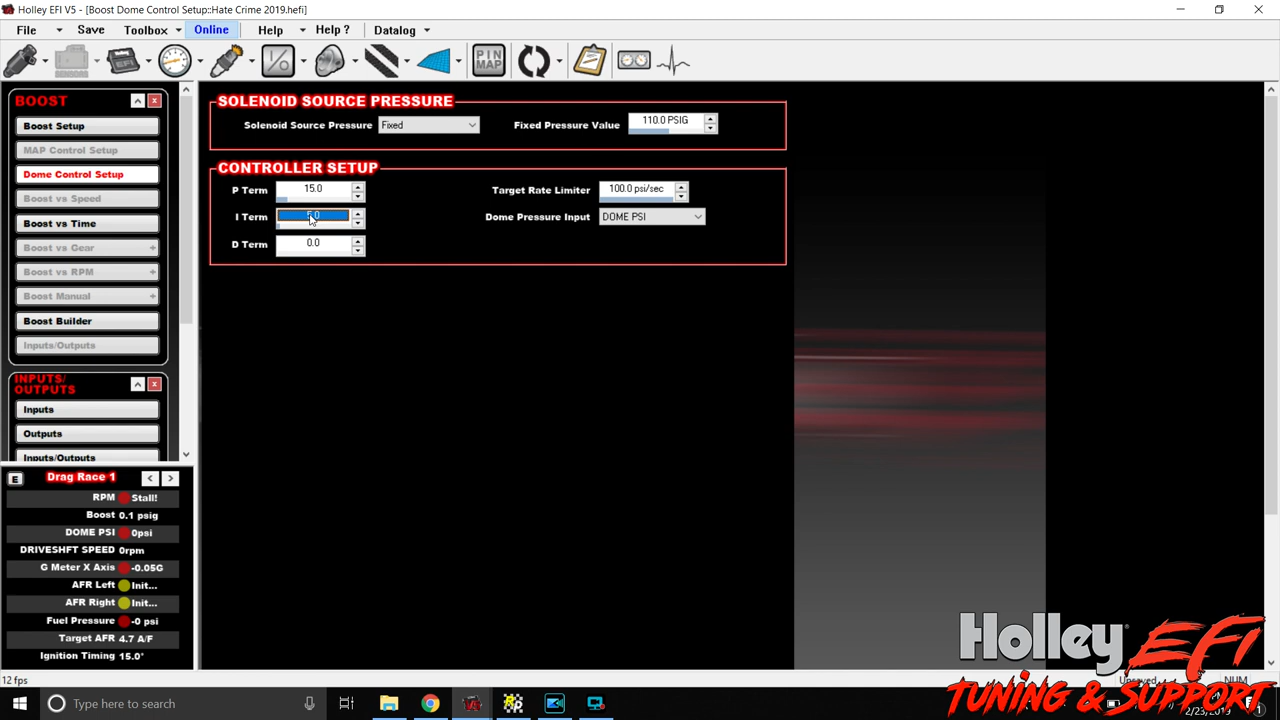 Holley EFI V5 - [Boost Dome Control Setup::Hate Crime 2019.hefi]
File Save Toolbox Online Help Help ? Datalog
I/O EFI PIN MAP
BOOST
Boost Setup
MAP Control Setup
Dome Control Setup
Boost vs Speed
Boost vs Time
Boost vs Gear +
Boost vs RPM +
Boost Manual +
Boost Builder
Inputs/Outputs
INPUTS/
OUTPUTS
Inputs
Outputs
Inputs/Outputs
E Drag Race 1 < >
RPM Stall!
Boost 0.1 psig
DOME PSI 0psi
DRIVESHFT SPEED 0rpm
G Meter X Axis -0.05G
AFR Left Init...
AFR Right Init...
Fuel Pressure -0 psi
Target AFR 4.7 A/F
Ignition Timing 15.0°
SOLENOID SOURCE PRESSURE
Solenoid Source Pressure Fixed Fixed Pressure Value 110.0 PSIG
CONTROLLER SETUP
P Term 15.0 Target Rate Limiter 100.0 psi/sec
I Term Dome Pressure Input DOME PSI
D Term 0.0
Holley EFI
TUNING & SUPPORT
12 fps NUM
Type here to search